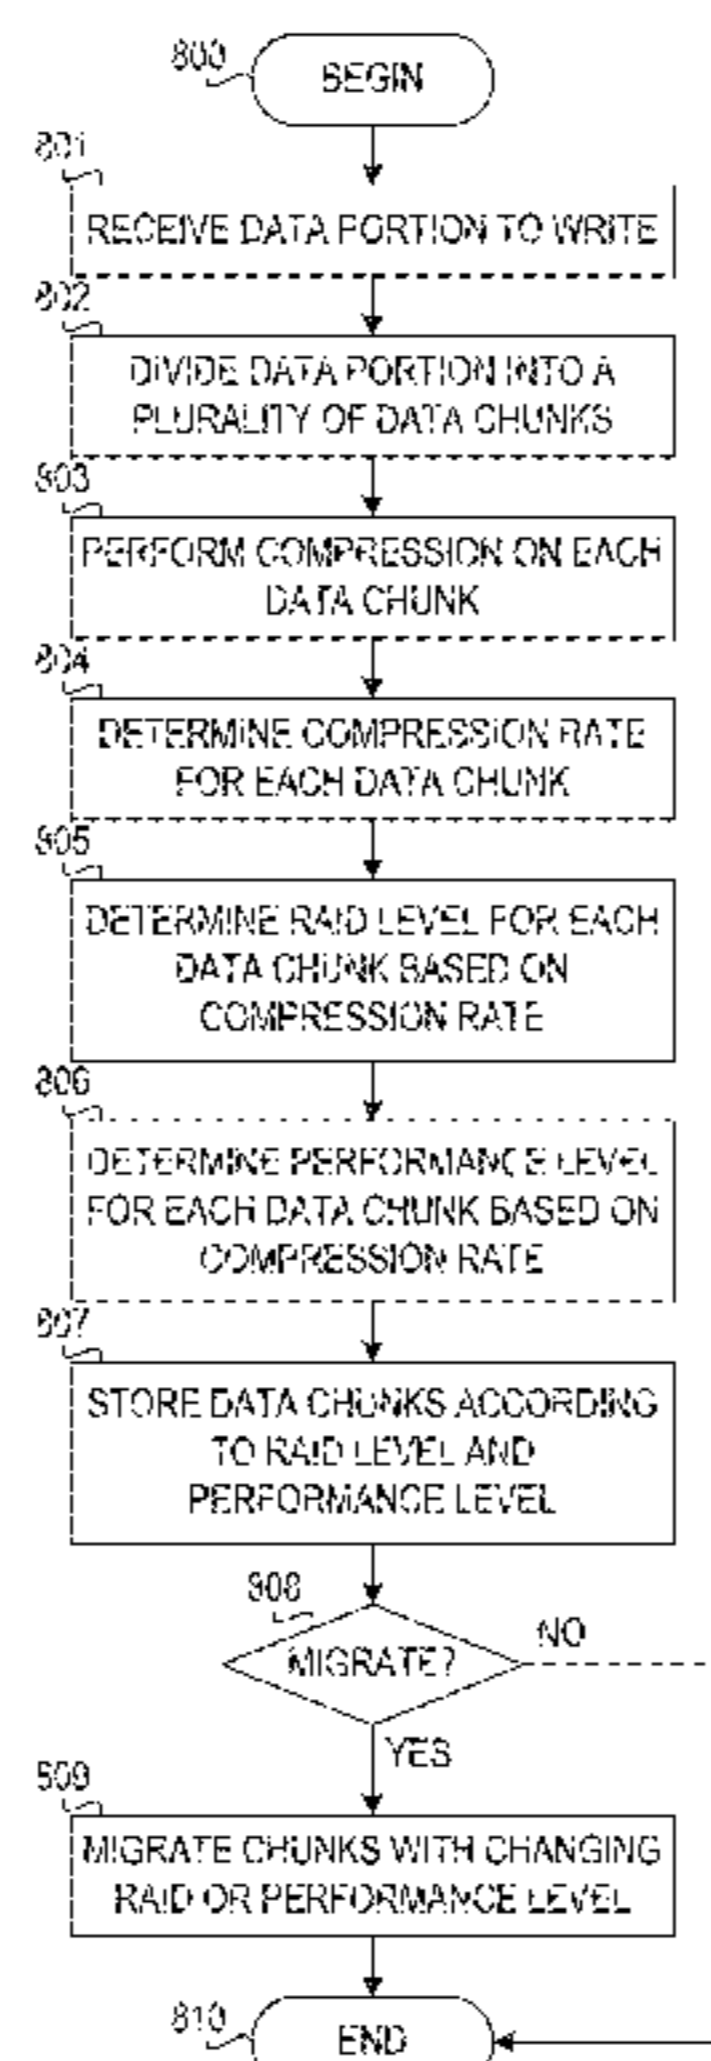 800
BEGIN
801
RECEIVE DATA PORTION TO WRITE
802
DIVIDE DATA PORTION INTO A
PLURALITY OF DATA CHUNKS
803
PERFORM COMPRESSION ON EACH
DATA CHUNK
804
DETERMINE COMPRESSION RATE
FOR EACH DATA CHUNK
805
DETERMINE RAID LEVEL FOR EACH
DATA CHUNK BASED ON
COMPRESSION RATE
806
DETERMINE PERFORMANCE LEVEL
FOR EACH DATA CHUNK BASED ON
COMPRESSION RATE
807
STORE DATA CHUNKS ACCORDING
TO RAID LEVEL AND
PERFORMANCE LEVEL
808
MIGRATE?
NO
YES
809
MIGRATE CHUNKS WITH CHANGING
RAID OR PERFORMANCE LEVEL
810
END